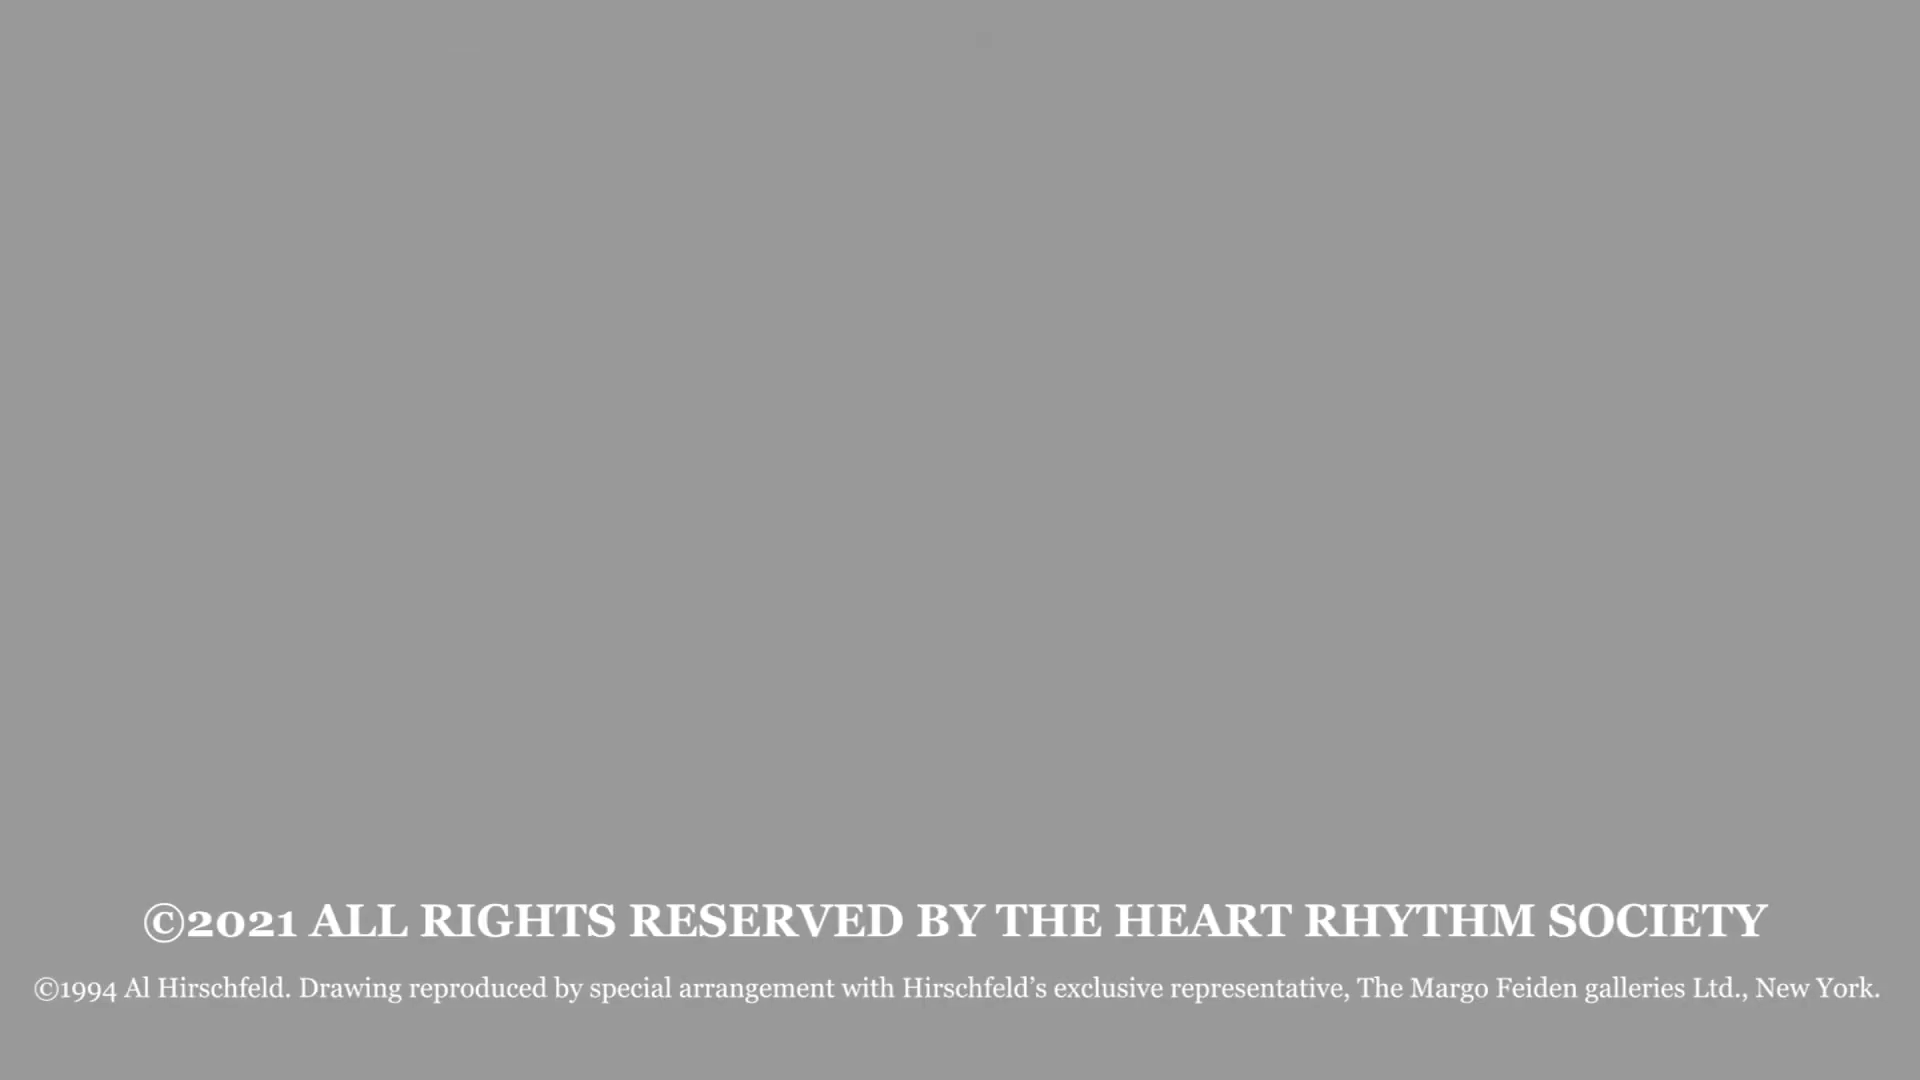 ©2021 ALL RIGHTS RESERVED BY THE HEART RHYTHM SOCIETY
©1994 Al Hirschfeld. Drawing reproduced by special arrangement with Hirschfeld’s exclusive representative, The Margo Feiden galleries Ltd., New York.